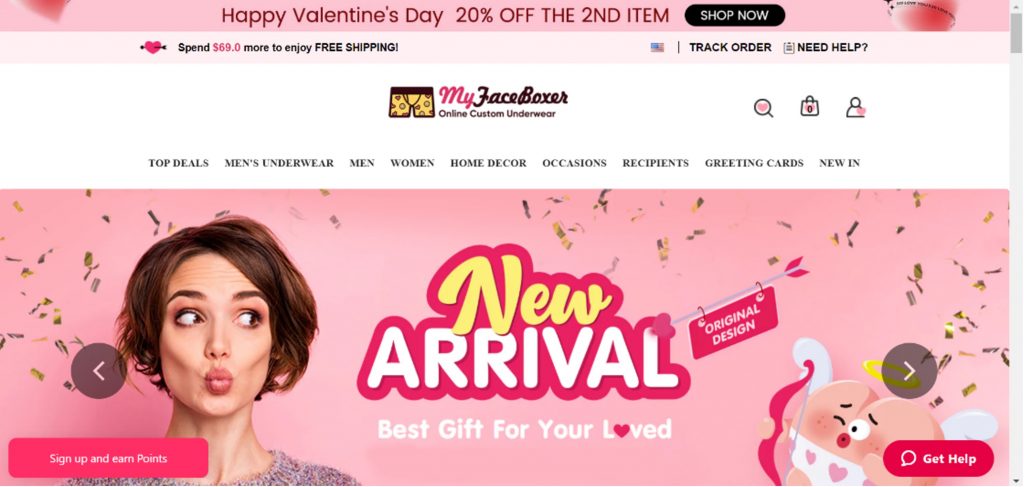 Happy Valentine's Day 20% OFF THE 2ND ITEM SHOP NOW
Spend $69.0 more to enjoy FREE SHIPPING!
TRACK ORDER NEED HELP?
MyFaceBoxer
Online Custom Underwear
0
TOP DEALS MEN'S UNDERWEAR MEN WOMEN HOME DECOR OCCASIONS RECIPIENTS GREETING CARDS NEW IN
New
ARRIVAL
ORIGINAL
DESIGN
Best Gift For Your Loved
Sign up and earn Points
Get Help